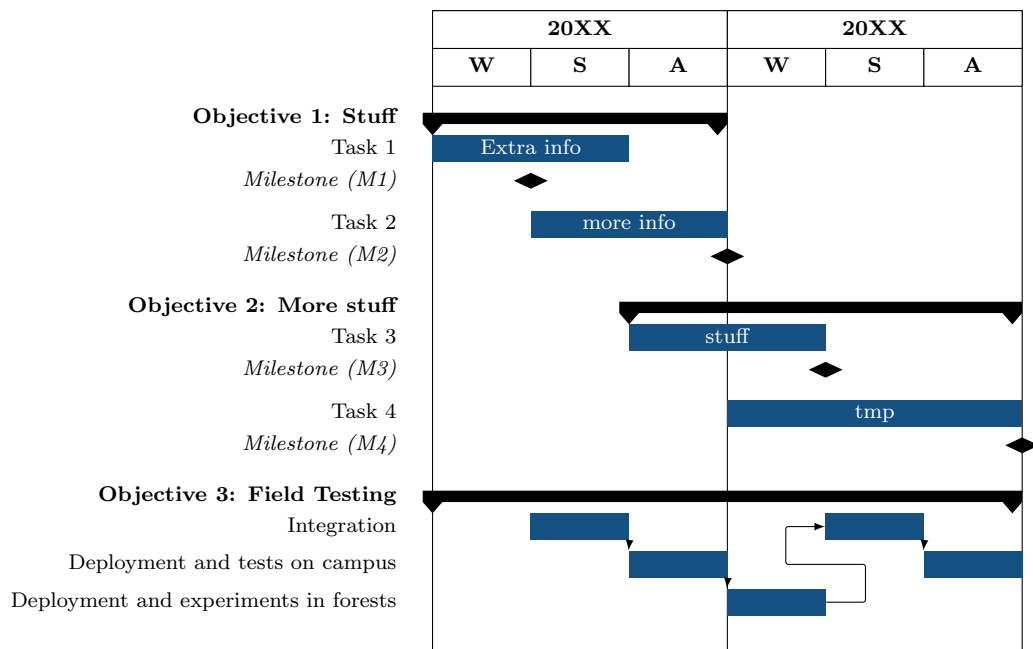 20XX 20XX
W S A W S A
Objective 1: Stuff
Task 1 Extra info
Milestone (M1)
Task 2 more info
Milestone (M2)
Objective 2: More stuff
Task 3 stuff
Milestone (M3)
Task 4 tmp
Milestone (M4)
Objective 3: Field Testing
Integration
Deployment and tests on campus
Deployment and experiments in forests